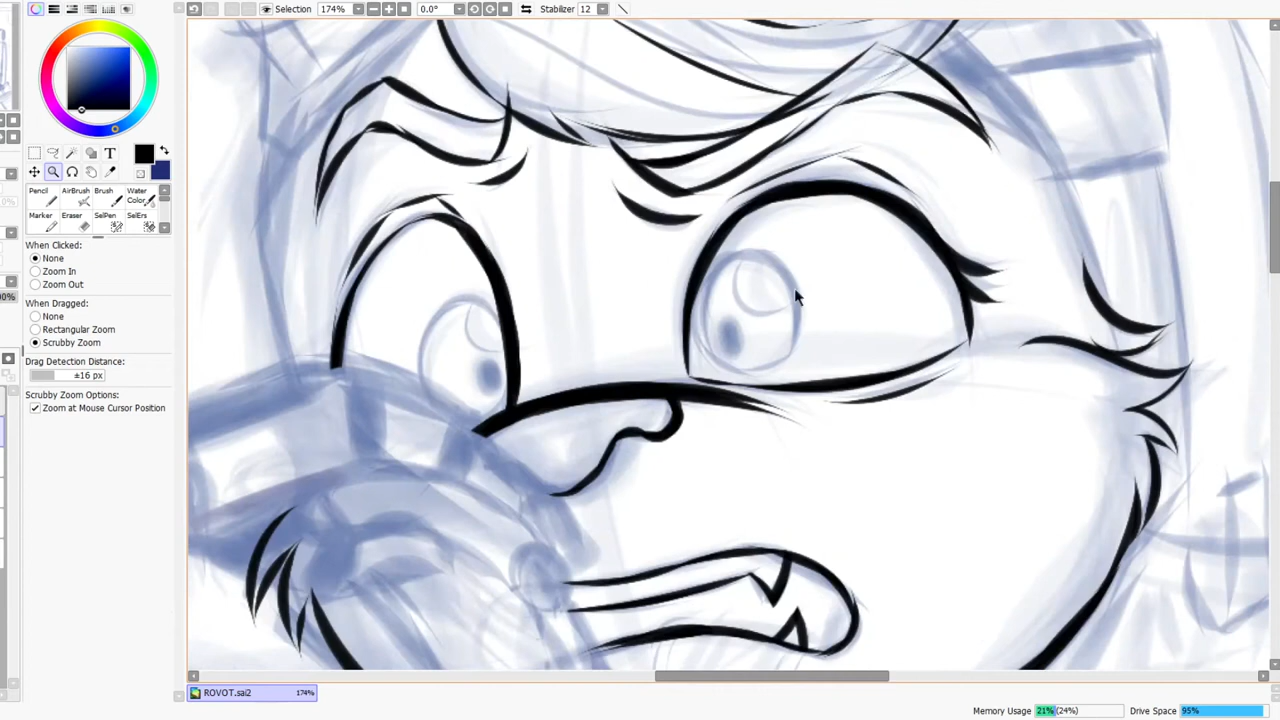 Selection 174% 0.0° Stabilizer 12
T
Pencil AirBrush Brush Water Color
Marker Eraser SelPen SelErs
When Clicked:
None
Zoom In
Zoom Out
When Dragged:
None
Rectangular Zoom
Scrubby Zoom
Drag Detection Distance:
±16 px
Scrubby Zoom Options:
Zoom at Mouse Cursor Position
ROVOT.sai2 174%
Memory Usage 21% (24%) Drive Space 95%